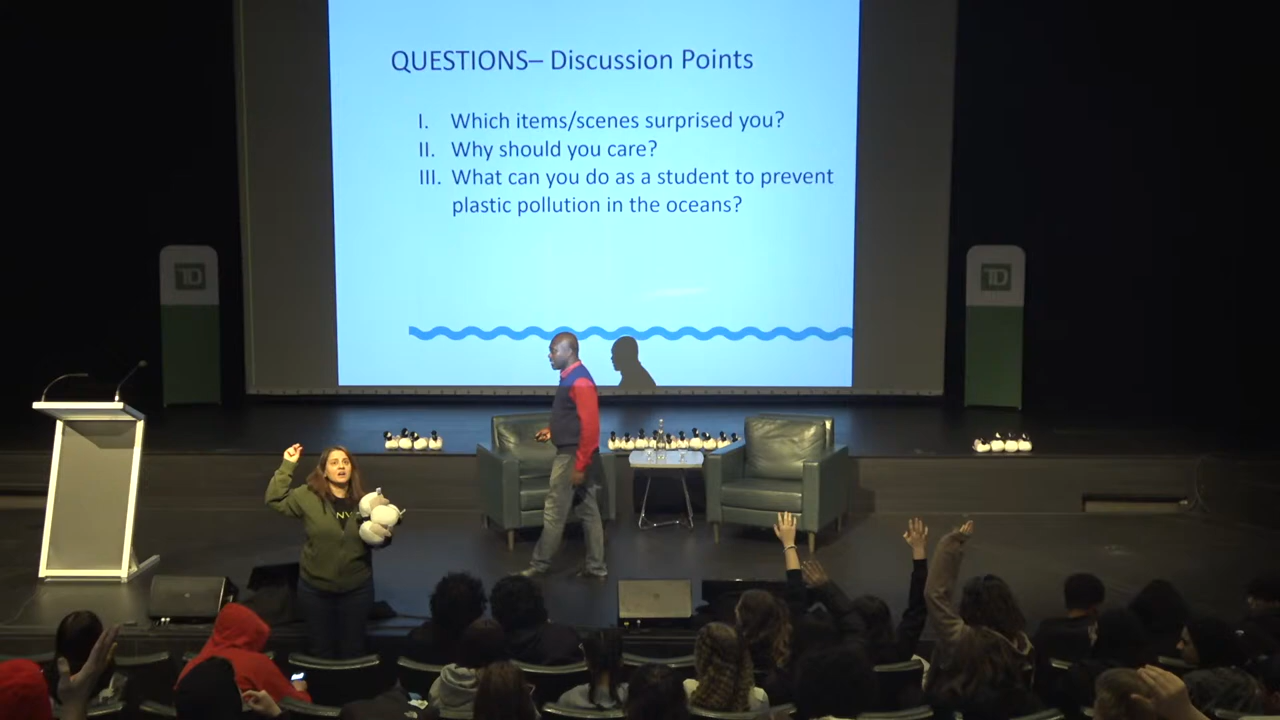 QUESTIONS– Discussion Points
I. Which items/scenes surprised you?
II. Why should you care?
III. What can you do as a student to prevent
plastic pollution in the oceans?
TD
TD